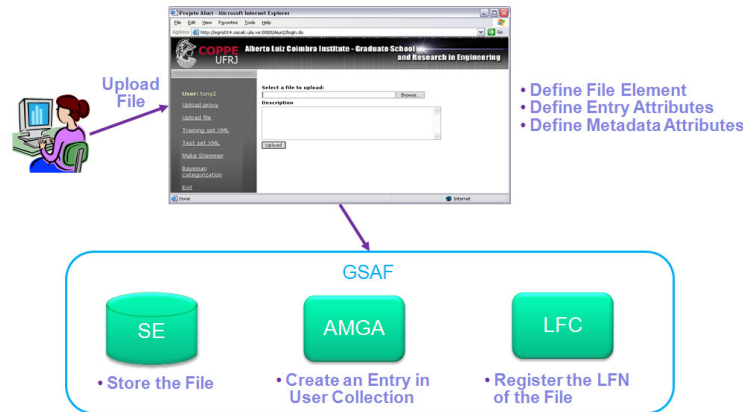 Projeto Aluri - Microsoft Internet Explorer
File Edit View Favorites Tools Help
Address Go
COPPE
UFRJ
Alberto Luiz Coimbra Institute - Graduate School
and Research in Engineering
Upload
File
User: tony2
Upload proxy
Upload file
Training set XML
Test set XML
Make Stemmer
Bayesian
categorization
Exit
Select a file to upload:
Browse...
Description
Upload
Done
Internet
• Define File Element
• Define Entry Attributes
• Define Metadada Attributes
GSAF
SE
AMGA
LFC
• Store the File
• Create an Entry in
User Collection
• Register the LFN
of the File